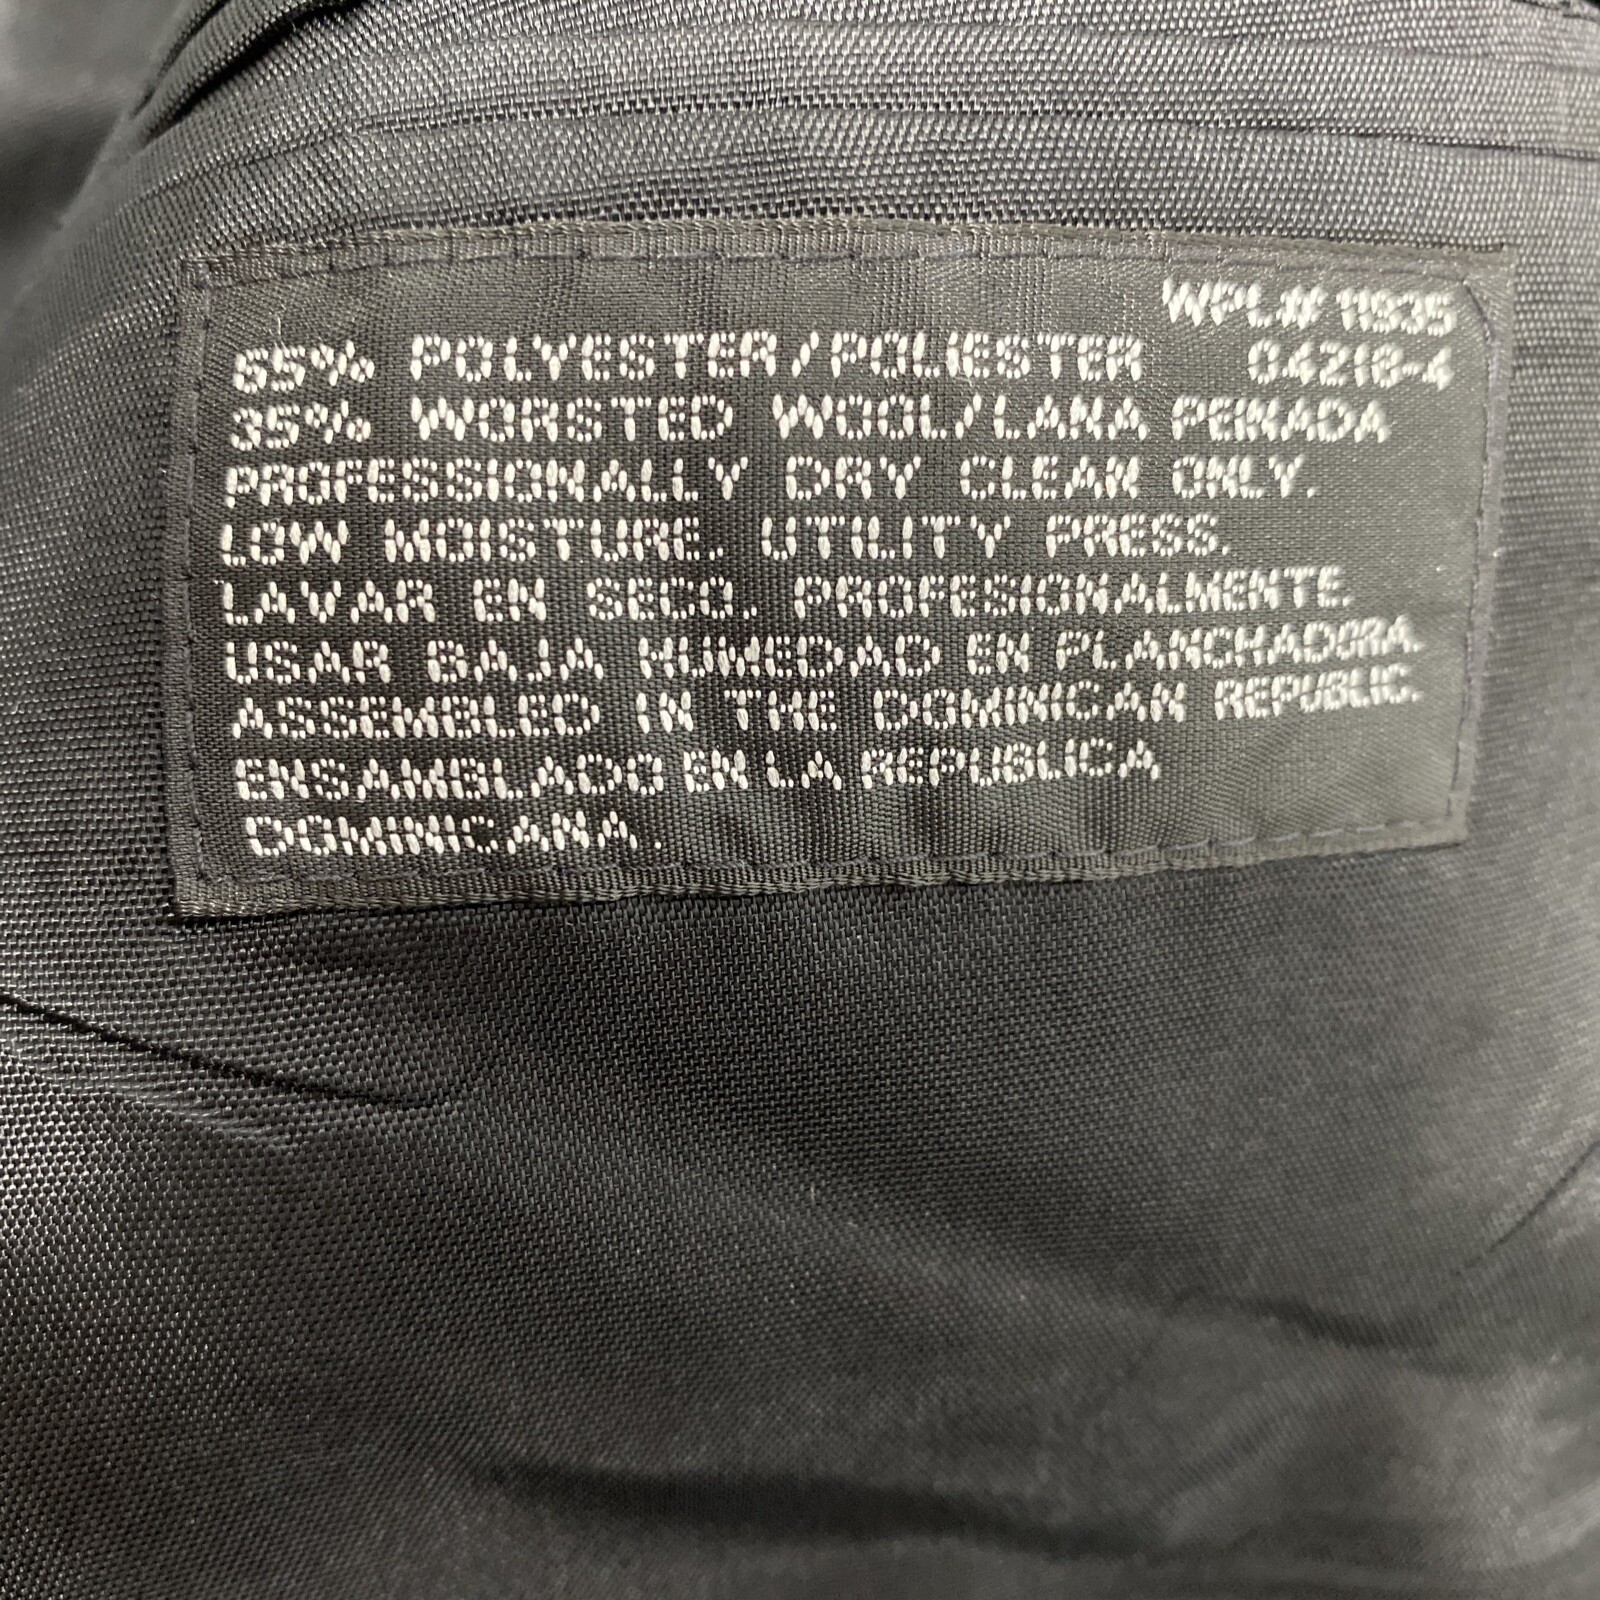 WPL# 11935
65% POLYESTER/POLIESTER 04218-4
35% WORSTED WOOL/LANA PEINADA
PROFESSIONALLY DRY CLEAN ONLY.
LOW MOISTURE. UTILITY PRESS.
LAVAR EN SECO. PROFESIONALMENTE.
USAR BAJA HUMEDAD EN PLANCHADORA.
ASSEMBLED IN THE DOMINICAN REPUBLIC.
ENSAMBLADO EN LA REPUBLICA
DOMINICANA.